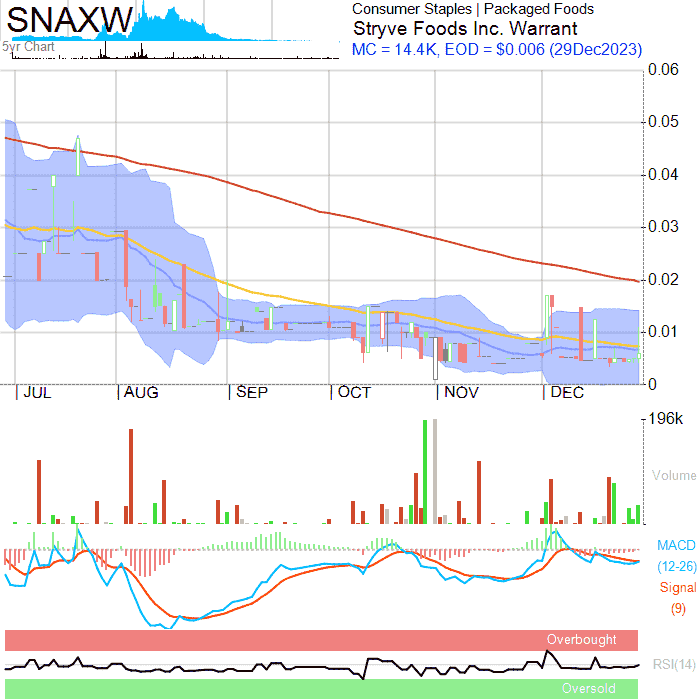 SNAXW
5yr Chart
Consumer Staples | Packaged Foods
Stryve Foods Inc. Warrant
MC = 14.4K, EOD = $0.006 (29Dec2023)
0.06
0.05
0.04
0.03
0.02
0.01
0
JUL AUG SEP OCT NOV DEC
196k
Volume
MACD
(12-26)
Signal
(9)
Overbought
RSI(14)
Oversold